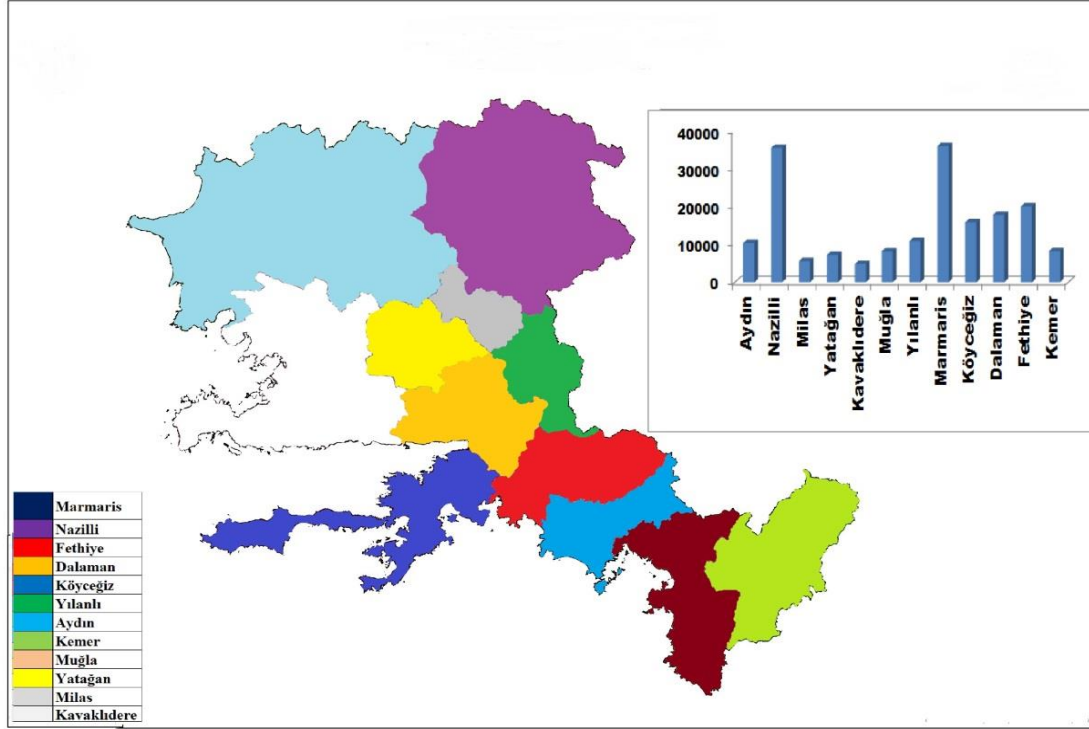 40000
30000
20000
10000
0
Aydın
Nazilli
Milas
Yatağan
Kavaklıdere
Muğla
Yılanlı
Marmaris
Köyceğiz
Dalaman
Fethiye
Kemer
Marmaris
Nazilli
Fethiye
Dalaman
Köyceğiz
Yılanlı
Aydın
Kemer
Muğla
Yatağan
Milas
Kavaklıdere